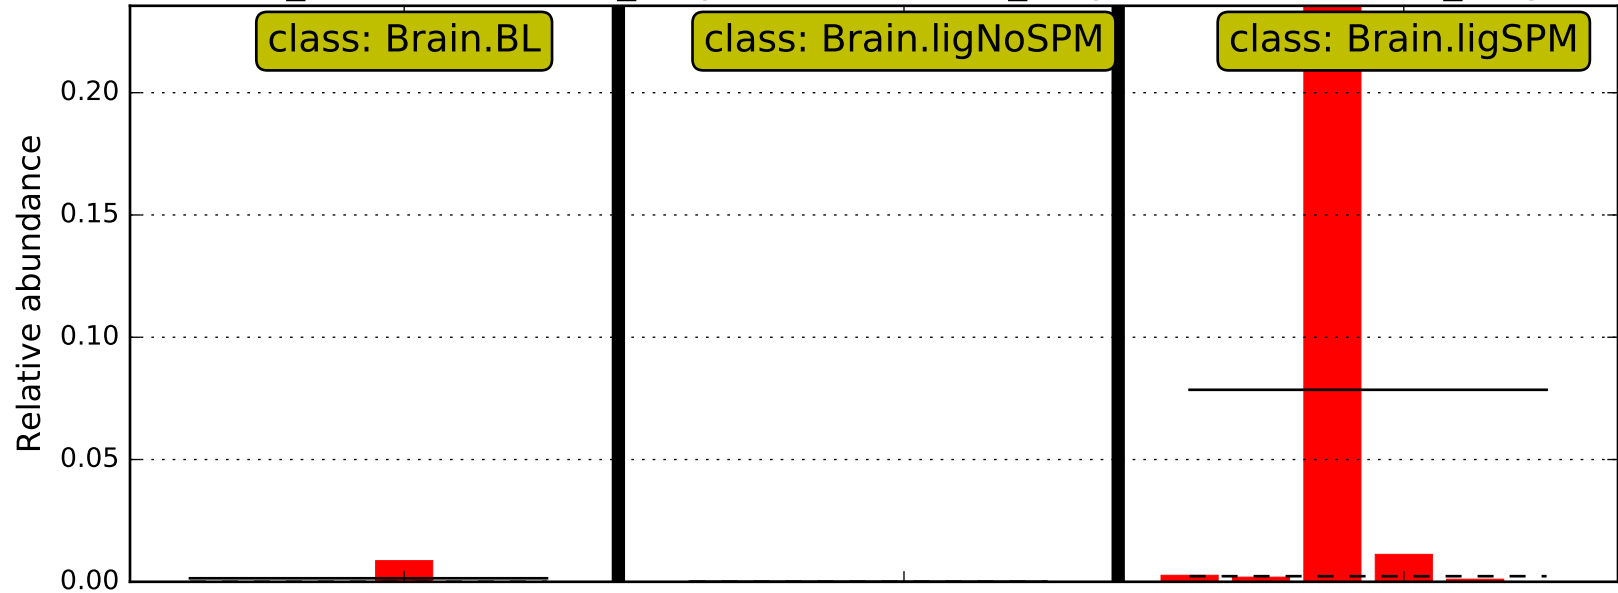 class: Brain.BL
class: Brain.ligNoSPM
class: Brain.ligSPM
Relative abundance
0.20
0.15
0.10
0.05
0.00